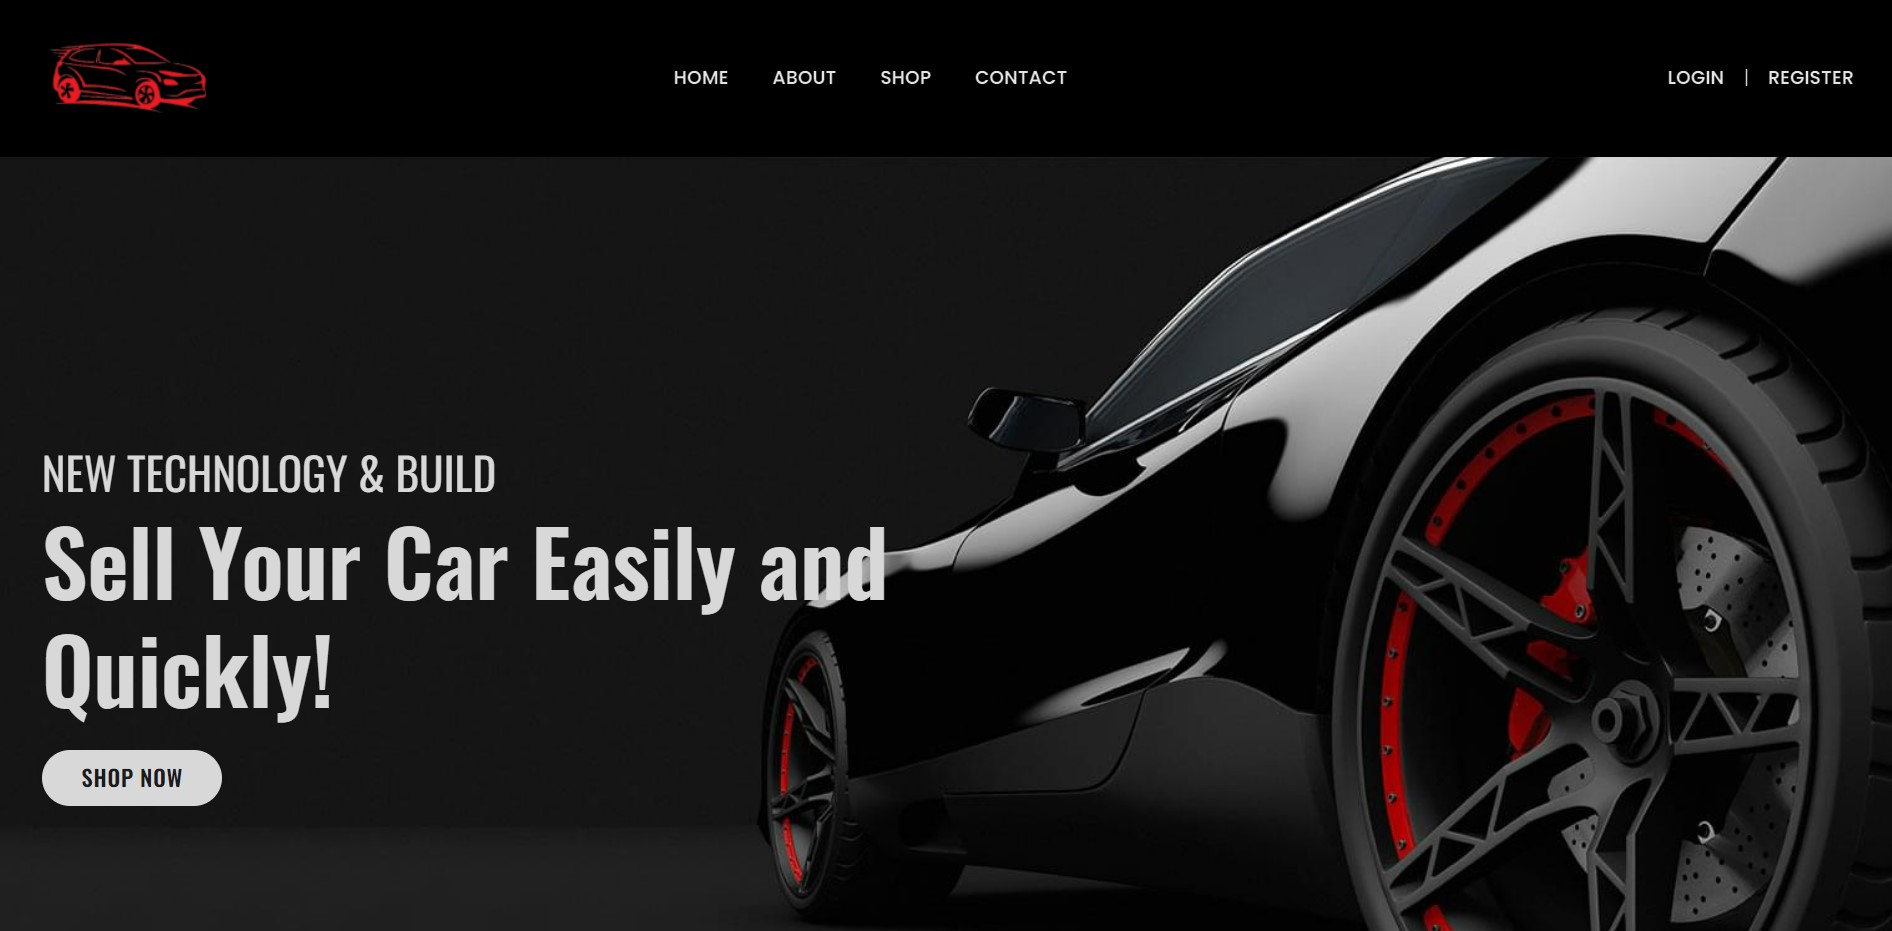 HOME ABOUT SHOP CONTACT LOGIN | REGISTER
NEW TECHNOLOGY & BUILD
Sell Your Car Easily and
Quickly!
SHOP NOW